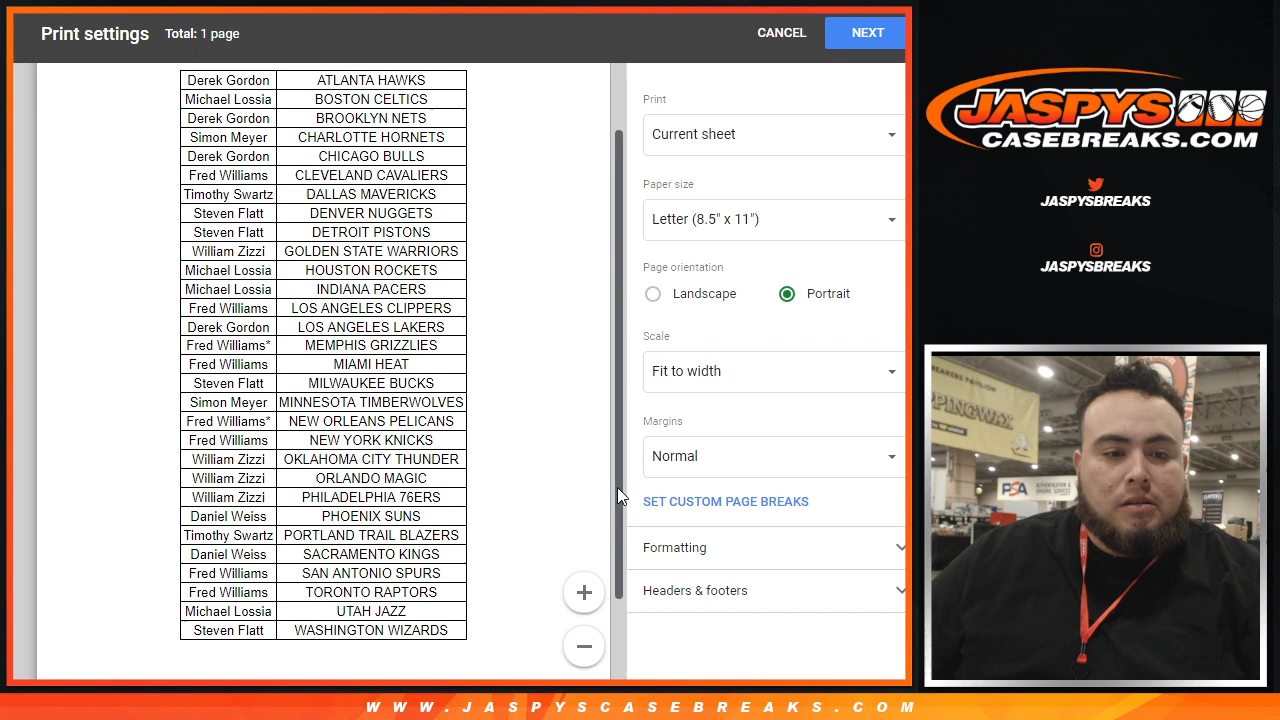 Print settings Total: 1 page CANCEL NEXT
Derek Gordon ATLANTA HAWKS
Michael Lossia BOSTON CELTICS
Derek Gordon BROOKLYN NETS
Simon Meyer CHARLOTTE HORNETS
Derek Gordon CHICAGO BULLS
Fred Williams CLEVELAND CAVALIERS
Timothy Swartz DALLAS MAVERICKS
Steven Flatt DENVER NUGGETS
Steven Flatt DETROIT PISTONS
William Zizzi GOLDEN STATE WARRIORS
Michael Lossia HOUSTON ROCKETS
Michael Lossia INDIANA PACERS
Fred Williams LOS ANGELES CLIPPERS
Derek Gordon LOS ANGELES LAKERS
Fred Williams* MEMPHIS GRIZZLIES
Fred Williams MIAMI HEAT
Steven Flatt MILWAUKEE BUCKS
Simon Meyer MINNESOTA TIMBERWOLVES
Fred Williams* NEW ORLEANS PELICANS
Fred Williams NEW YORK KNICKS
William Zizzi OKLAHOMA CITY THUNDER
William Zizzi ORLANDO MAGIC
William Zizzi PHILADELPHIA 76ERS
Daniel Weiss PHOENIX SUNS
Timothy Swartz PORTLAND TRAIL BLAZERS
Daniel Weiss SACRAMENTO KINGS
Fred Williams SAN ANTONIO SPURS
Fred Williams TORONTO RAPTORS
Michael Lossia UTAH JAZZ
Steven Flatt WASHINGTON WIZARDS
Print
Current sheet
Paper size
Letter (8.5" x 11")
Page orientation
Landscape Portrait
Scale
Fit to width
Margins
Normal
SET CUSTOM PAGE BREAKS
Formatting
Headers & footers
JASPYS
CASEBREAKS.COM
JASPYSBREAKS
JASPYSBREAKS
PSA
WWW.JASPYSCASEBREAKS.COM